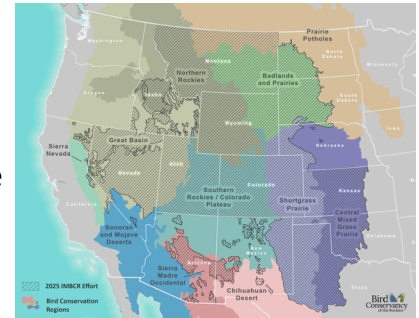 Prairie
Potholes
Washington
Montana
North
Dakota
Minnesota
Northern
Rockies
Badlands
and Prairies
Oregon
Idaho
South
Dakota
Wyoming
Iowa
Great Basin
Sierra
Nevada
Nevada
Utah
Nebraska
Southern
Rockies / Colorado
Plateau
Colorado
Shortgrass
Prairie
Kansas
Central
Mixed
Grass
Prairie
California
Sonoran
and Mojave
Deserts
Arizona
New
Mexico
Oklahoma
Sierra
Madre
Occidental
Chihuahuan
Desert
Texas
2025 IMBCR Effort
Bird Conservation
Regions
Bird
Conservancy
of the Rockies
e